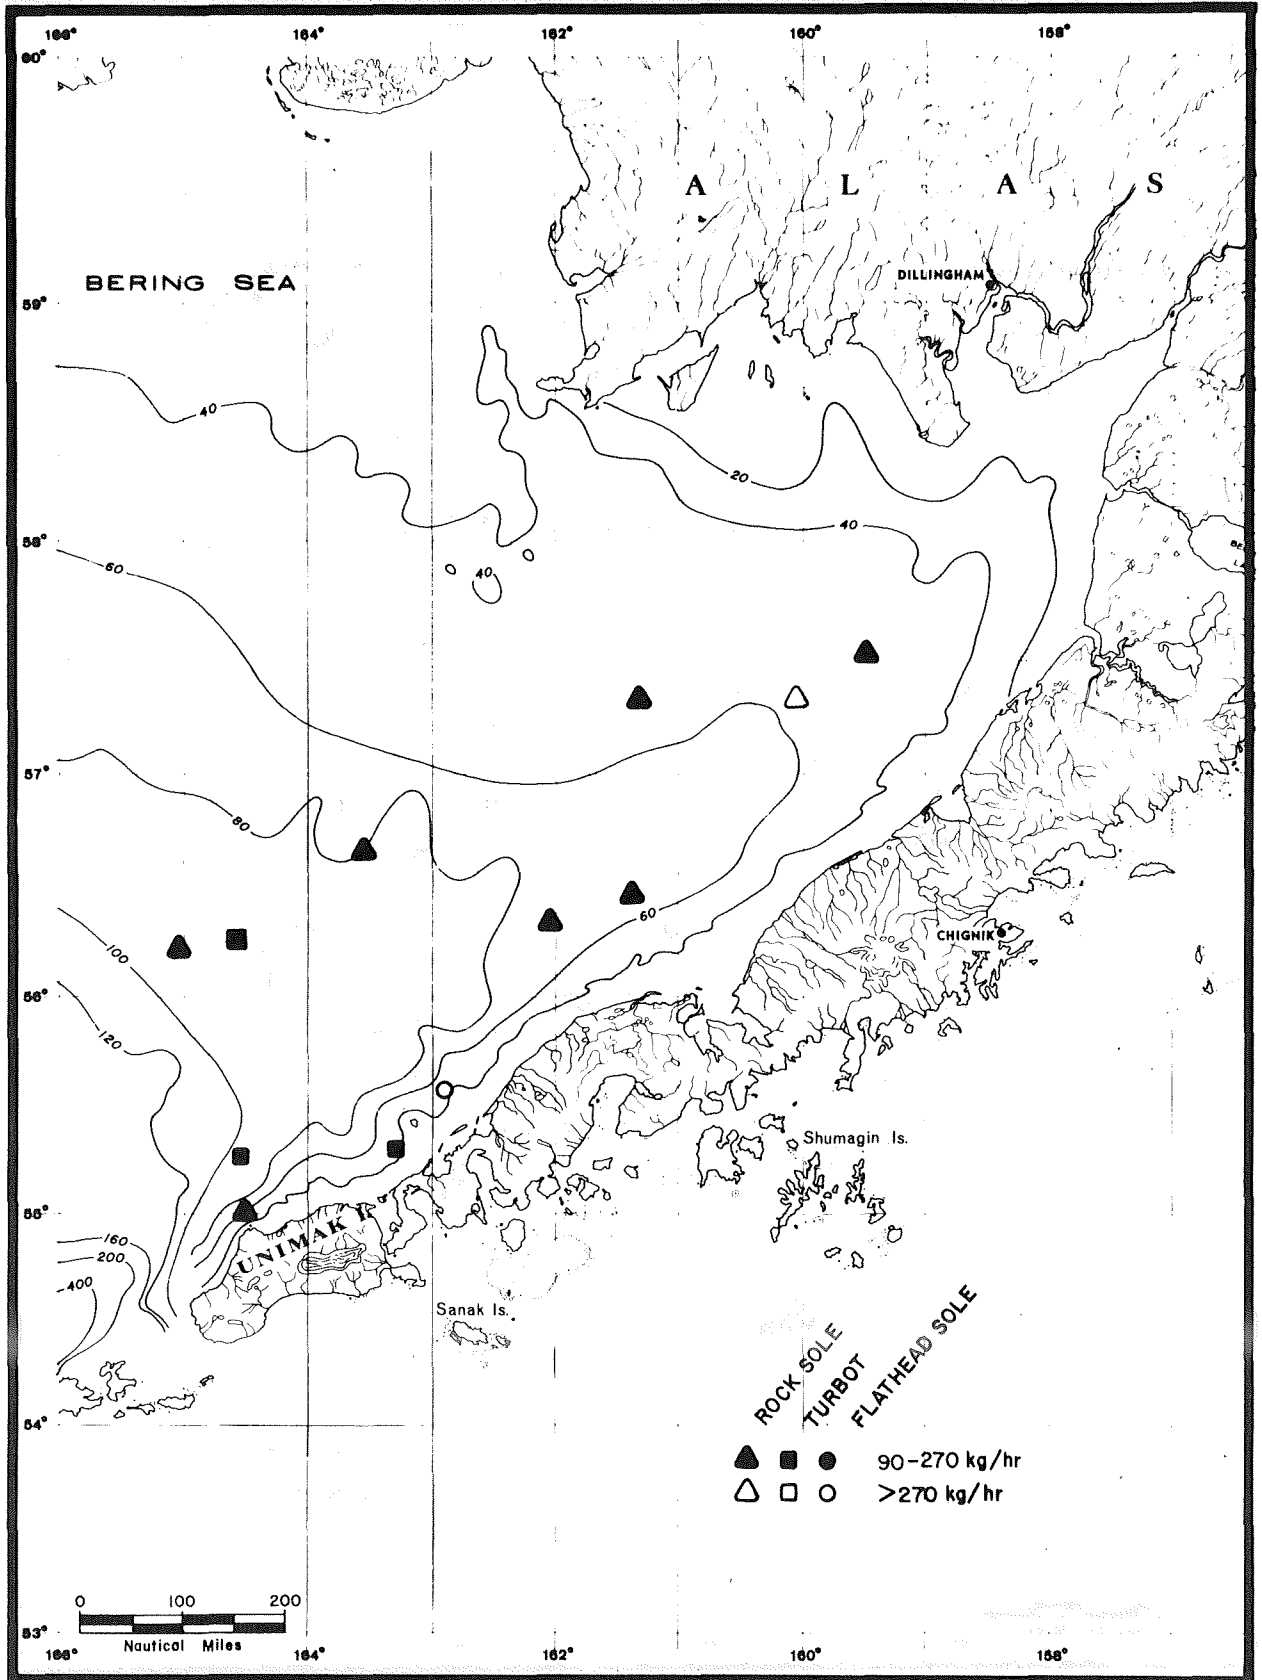 166° 164° 162° 160° 158°
60°
A L A S
BERING SEA
DILLINGHAM
59°
40
20
40
58°
60
40
57°
80
60
100
CHIGNIK
56°
120
Shumagin Is.
55°
UNIMAK I.
160
200
400
Sanak Is.
ROCK SOLE
TURBOT
FLATHEAD SOLE
54°
90-270 kg/hr
>270 kg/hr
0 100 200
Nautical Miles
53°
166° 164° 162° 160° 158°